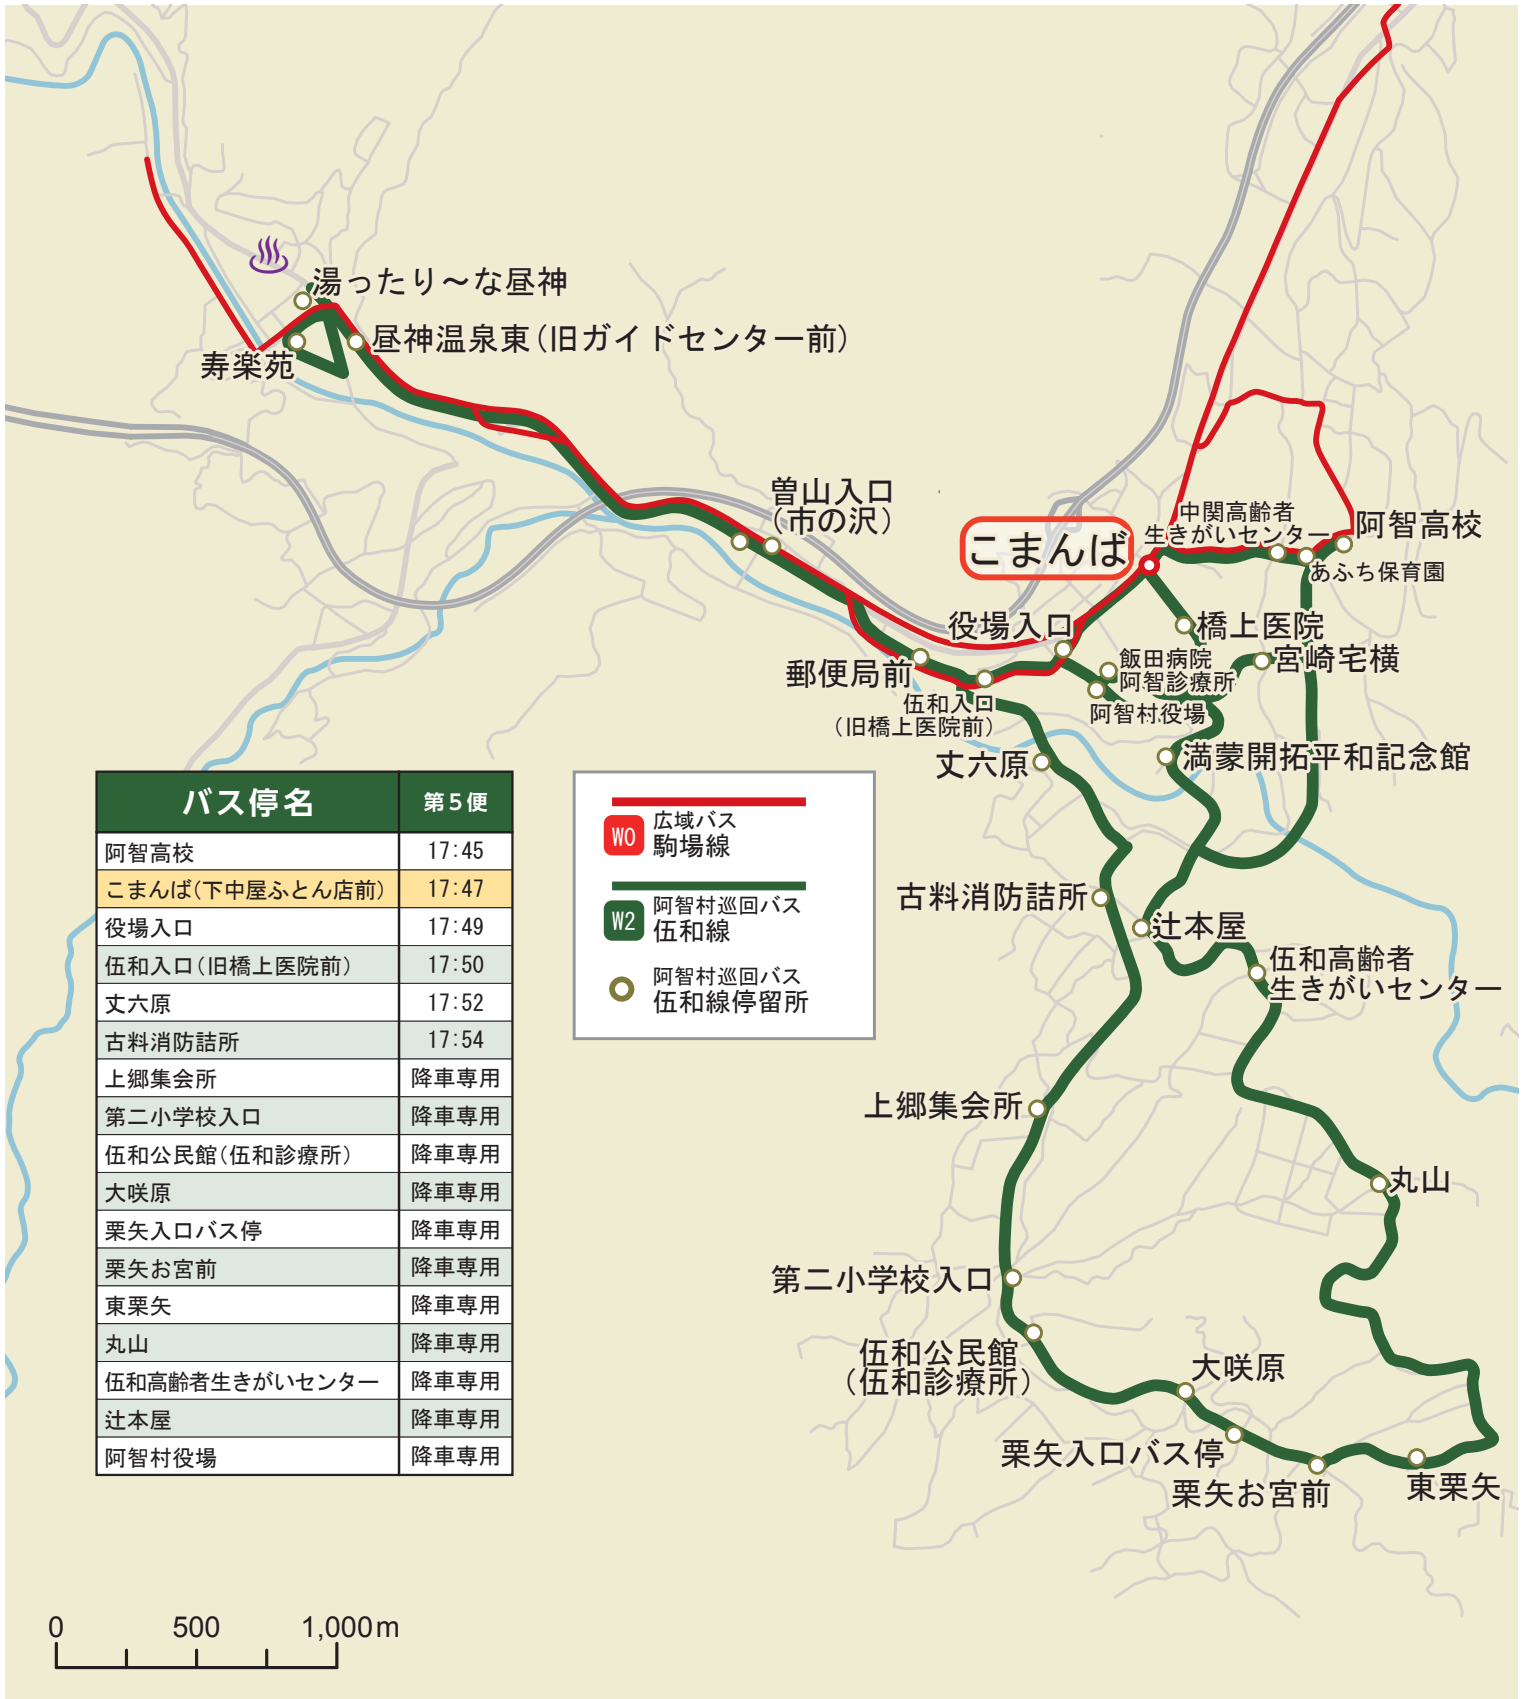 湯ったり～な昼神
昼神温泉東(旧ガイドセンター前)
寿楽苑
曽山入口
(市の沢)
こまんば
中関高齢者
生きがいセンター
阿智高校
あふち保育園
役場入口
橋上医院
宮崎宅横
郵便局前
飯田病院
阿智診療所
伍和入口
(旧橋上医院前)
阿智村役場
丈六原
満蒙開拓平和記念館
古料消防詰所
辻本屋
伍和高齢者
生きがいセンター
上郷集会所
丸山
第二小学校入口
伍和公民館
(伍和診療所)
大咲原
栗矢入口バス停
栗矢お宮前
東栗矢
バス停名 第5便
阿智高校 17:45
こまんば(下中屋ふとん店前) 17:47
役場入口 17:49
伍和入口(旧橋上医院前) 17:50
丈六原 17:52
古料消防詰所 17:54
上郷集会所 降車専用
第二小学校入口 降車専用
伍和公民館(伍和診療所) 降車専用
大咲原 降車専用
栗矢入口バス停 降車専用
栗矢お宮前 降車専用
東栗矢 降車専用
丸山 降車専用
伍和高齢者生きがいセンター 降車専用
辻本屋 降車専用
阿智村役場 降車専用
W0 広域バス
駒場線
W2 阿智村巡回バス
伍和線
阿智村巡回バス
伍和線停留所
0 500 1,000m